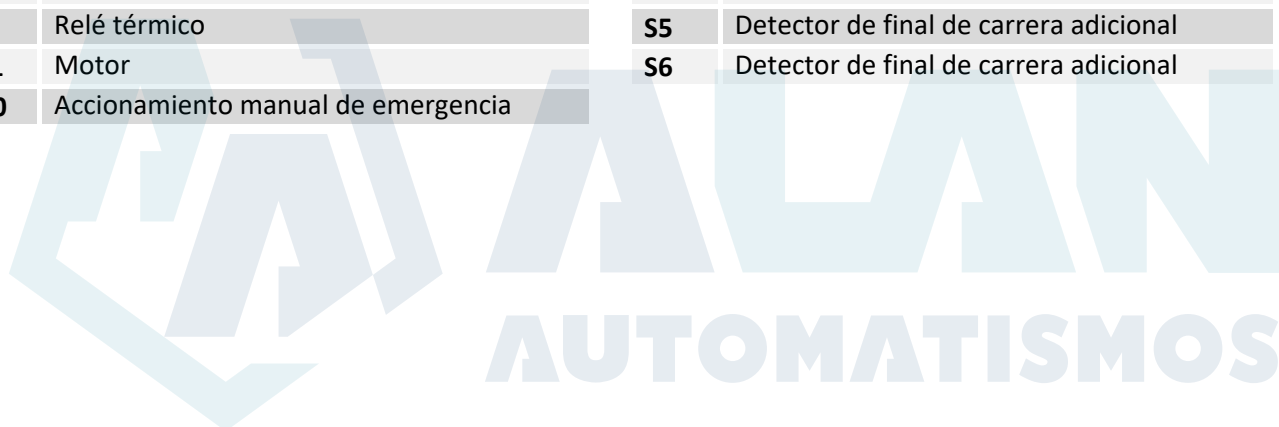 Relé térmico
Motor
0 Accionamiento manual de emergencia
S5 Detector de final de carrera adicional
S6 Detector de final de carrera adicional
ALAN
AUTOMATISMOS